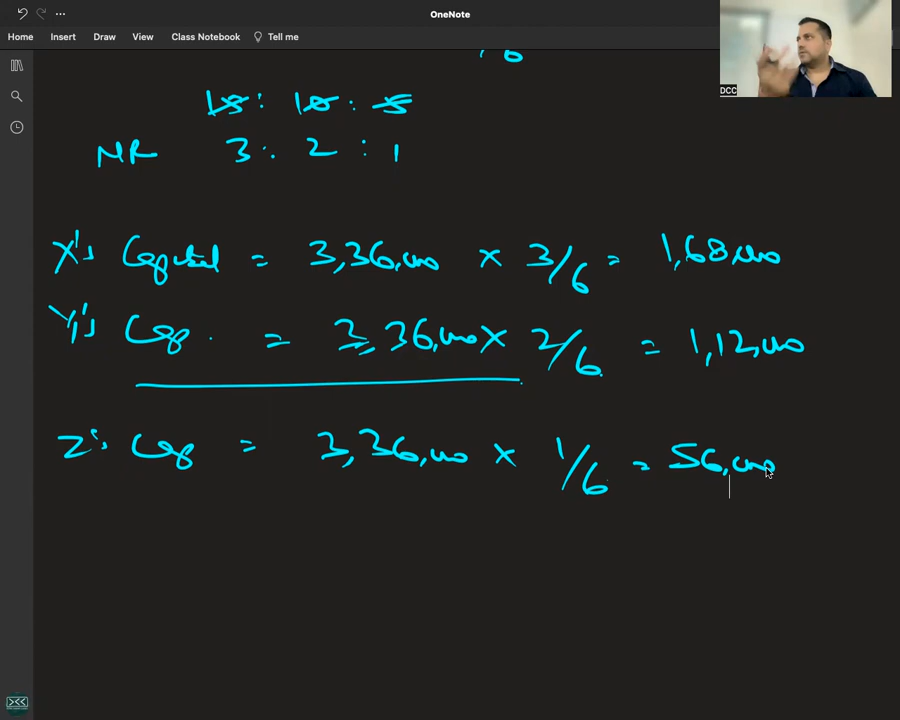 OneNote
Home Insert Draw View Class Notebook Tell me
DCC
6
15 : 10 : 5
NR 3 : 2 : 1
X's Capital = 3,36,000 x 3/6 = 1,68,000
Y's Cap. = 3,36,000 x 2/6 = 1,12,000
Z's Cap = 3,36,000 x 1/6 = 56,000